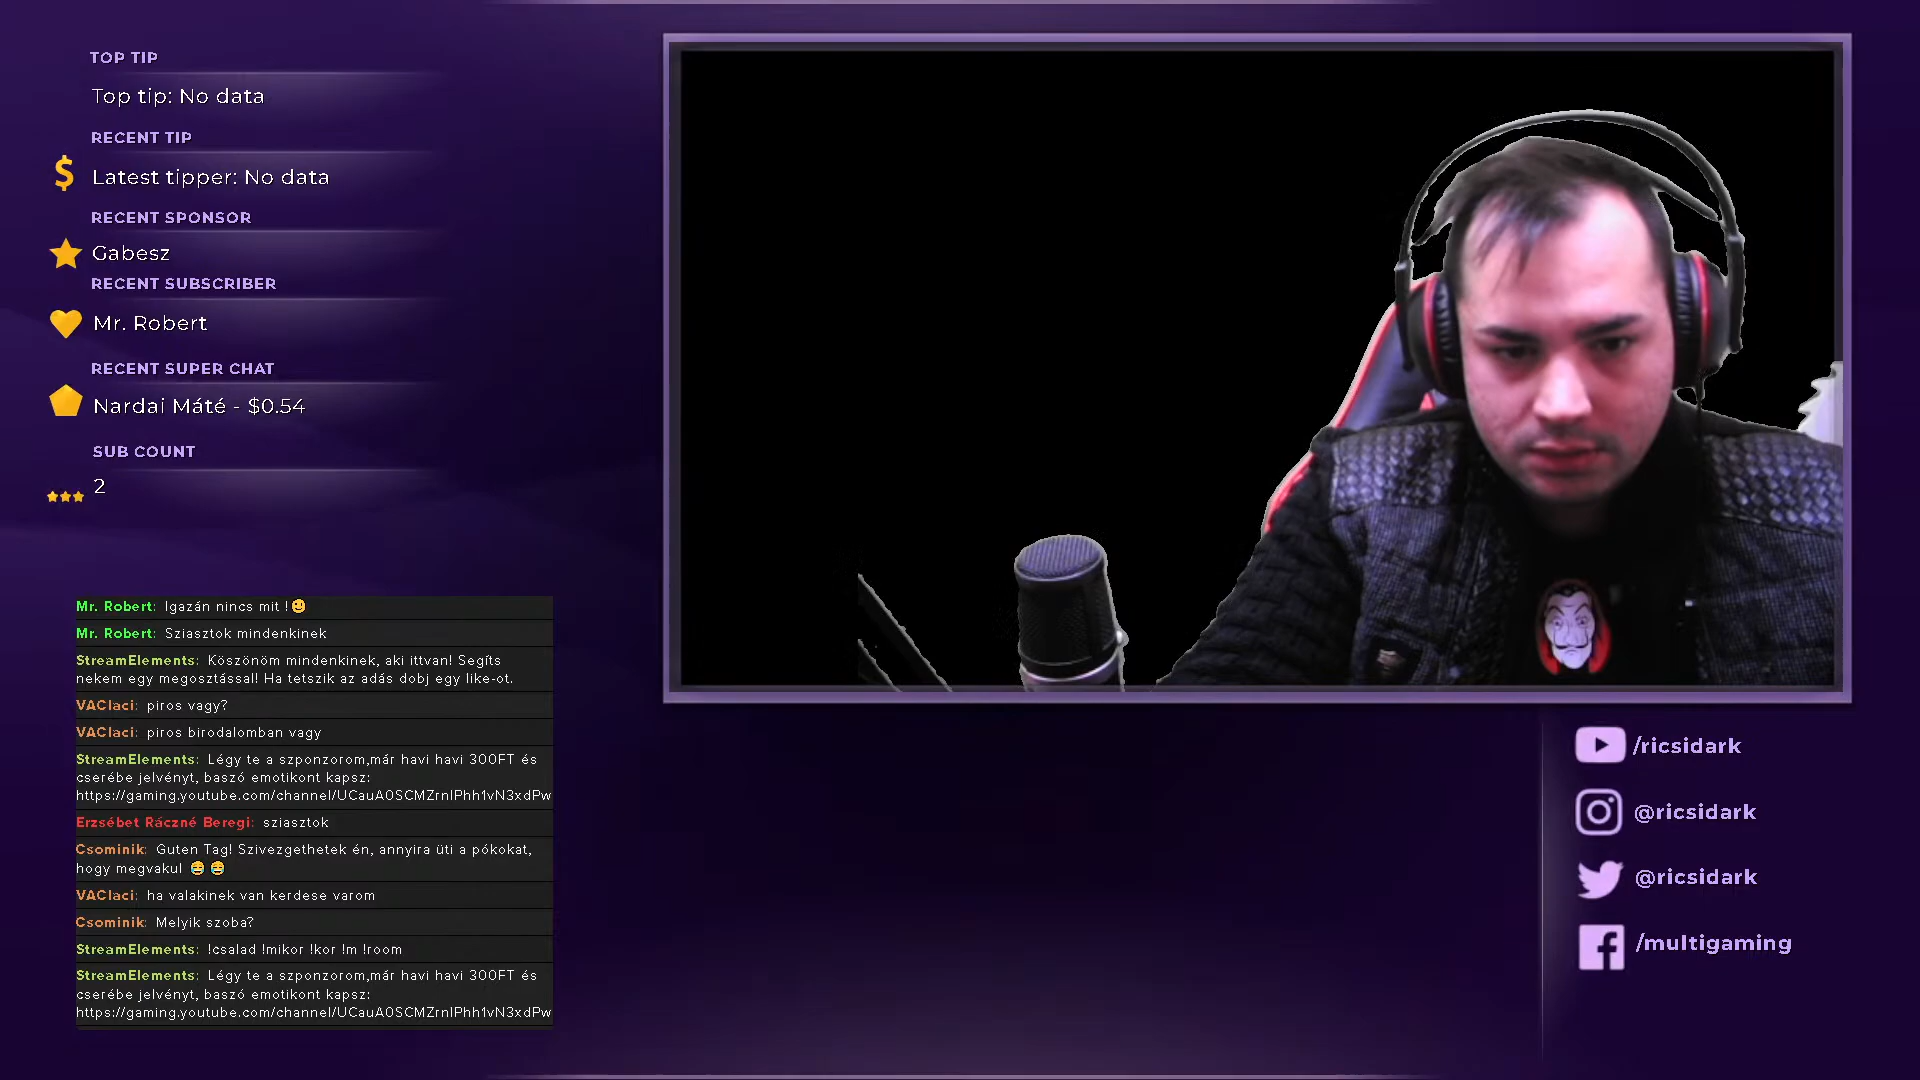 TOP TIP
Top tip: No data
RECENT TIP
Latest tipper: No data
RECENT SPONSOR
Gabesz
RECENT SUBSCRIBER
Mr. Robert
RECENT SUPER CHAT
Nardai Máté - $0.54
SUB COUNT
2
Mr. Robert: Igazán nincs mit !🙂
Mr. Robert: Sziasztok mindenkinek
StreamElements: Köszönöm mindenkinek, aki ittvan! Segíts
nekem egy megosztással! Ha tetszik az adás dobj egy like-ot.
VAClaci: piros vagy?
VAClaci: piros birodalomban vagy
StreamElements: Légy te a szponzorom,már havi havi 300FT és
cserébe jelvényt, baszó emotikont kapsz:
https://gaming.youtube.com/channel/UCauA0SCMZrnlPhh1vN3xdPw
Erzsébet Ráczné Beregi: sziasztok
Csominik: Guten Tag! Szivezgethetek én, annyira üti a pókokat,
hogy megvakul 😂 😂
VAClaci: ha valakinek van kerdese varom
Csominik: Melyik szoba?
StreamElements: !csalad !mikor !kor !m !room
StreamElements: Légy te a szponzorom,már havi havi 300FT és
cserébe jelvényt, baszó emotikont kapsz:
https://gaming.youtube.com/channel/UCauA0SCMZrnlPhh1vN3xdPw
/ricsidark
@ricsidark
@ricsidark
/multigaming